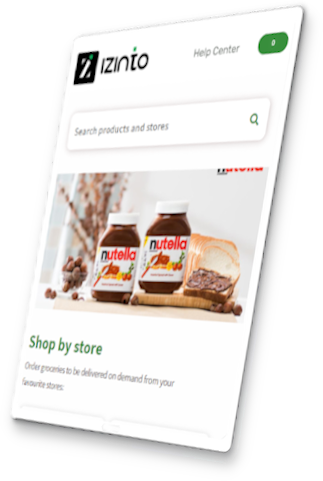 IZINTO
Help Center
0
Search products and stores
nutella
nutella
nutella
Shop by store
Order groceries to be delivered on demand from your
favourite stores: